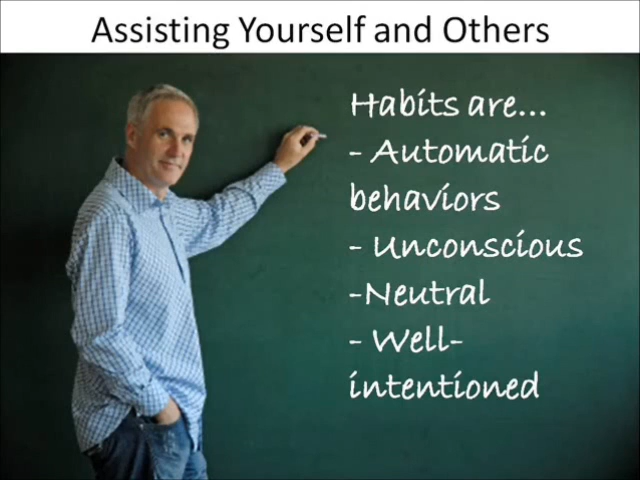 Assisting Yourself and Others
Habits are...
- Automatic
behaviors
- Unconscious
-Neutral
- Well-
intentioned